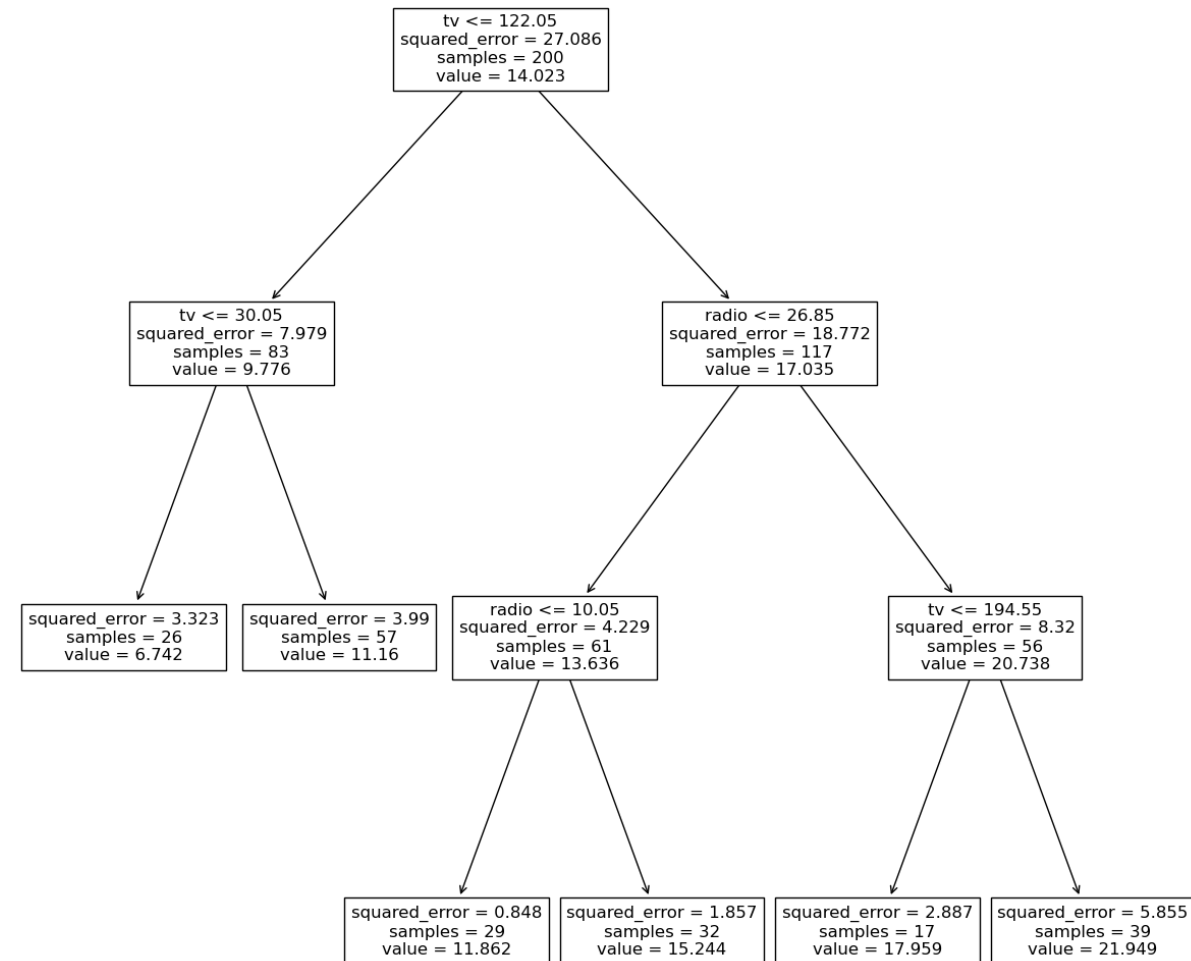 tv <= 122.05
squared_error = 27.086
samples = 200
value = 14.023
tv <= 30.05
squared_error = 7.979
samples = 83
value = 9.776
radio <= 26.85
squared_error = 18.772
samples = 117
value = 17.035
squared_error = 3.323
samples = 26
value = 6.742
squared_error = 3.99
samples = 57
value = 11.16
radio <= 10.05
squared_error = 4.229
samples = 61
value = 13.636
tv <= 194.55
squared_error = 8.32
samples = 56
value = 20.738
squared_error = 0.848
samples = 29
value = 11.862
squared_error = 1.857
samples = 32
value = 15.244
squared_error = 2.887
samples = 17
value = 17.959
squared_error = 5.855
samples = 39
value = 21.949